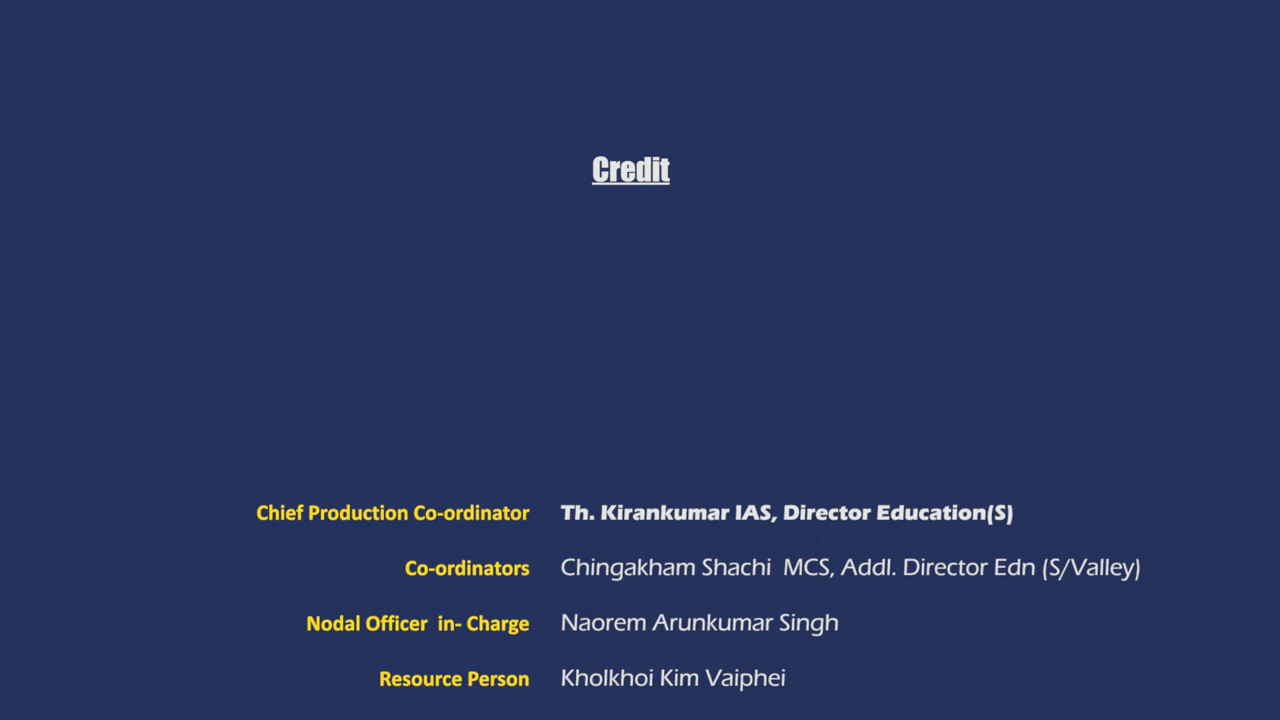 Credit
Chief Production Co-ordinator Th. Kirankumar IAS, Director Education(S)
Co-ordinators Chingakham Shachi MCS, Addl. Director Edn (S/Valley)
Nodal Officer in- Charge Naorem Arunkumar Singh
Resource Person Kholkhoi Kim Vaiphei